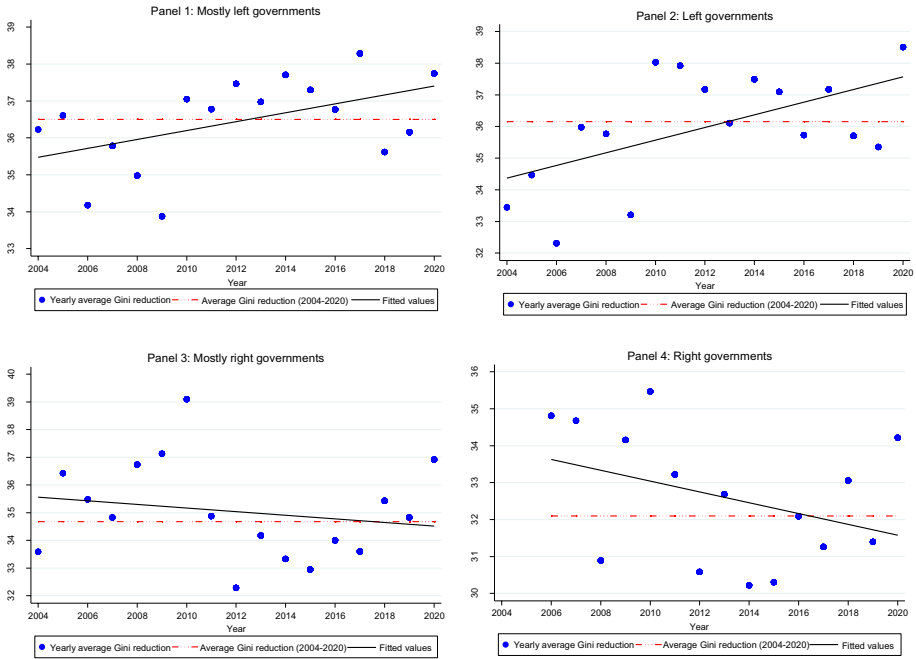 Panel 1: Mostly left governments
39
38
37
36
35
34
33
2004 2006 2008 2010 2012 2014 2016 2018 2020
Year
Yearly average Gini reduction Average Gini reduction (2004-2020) Fitted values
Panel 2: Left governments
39
38
37
36
35
34
33
32
2004 2006 2008 2010 2012 2014 2016 2018 2020
Year
Yearly average Gini reduction Average Gini reduction (2004-2020) Fitted values
Panel 3: Mostly right governments
40
39
38
37
36
35
34
33
32
2004 2006 2008 2010 2012 2014 2016 2018 2020
Year
Yearly average Gini reduction Average Gini reduction (2004-2020) Fitted values
Panel 4: Right governments
36
35
34
33
32
31
30
2004 2006 2008 2010 2012 2014 2016 2018 2020
Year
Yearly average Gini reduction Average Gini reduction (2004-2020) Fitted values